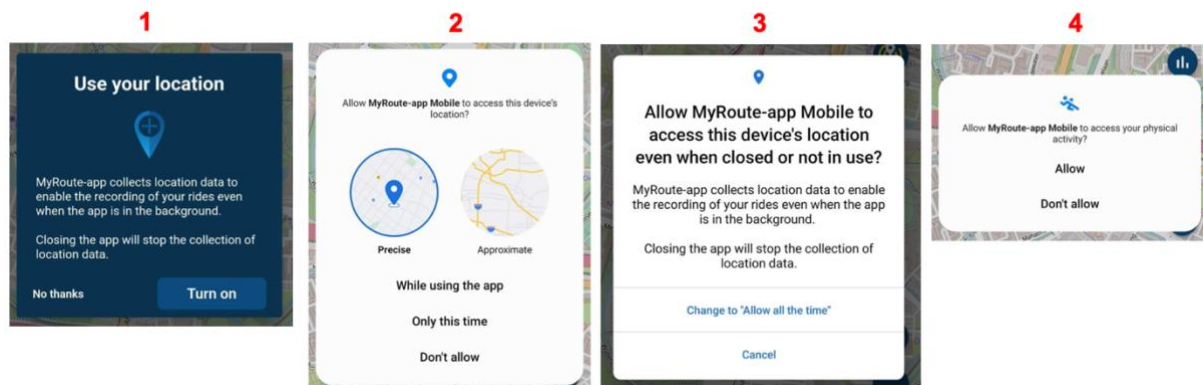 1
Use your location
MyRoute-app collects location data to
enable the recording of your rides even
when the app is in the background.
Closing the app will stop the collection of
location data.
No thanks
Turn on
2
Allow MyRoute-app Mobile to access this device's
location?
Precise
Approximate
While using the app
Only this time
Don't allow
3
Allow MyRoute-app Mobile to
access this device's location
even when closed or not in use?
MyRoute-app collects location data to enable
the recording of your rides even when the app
is in the background.
Closing the app will stop the collection of
location data.
Change to "Allow all the time"
Cancel
4
Allow MyRoute-app Mobile to access your physical
activity?
Allow
Don't allow